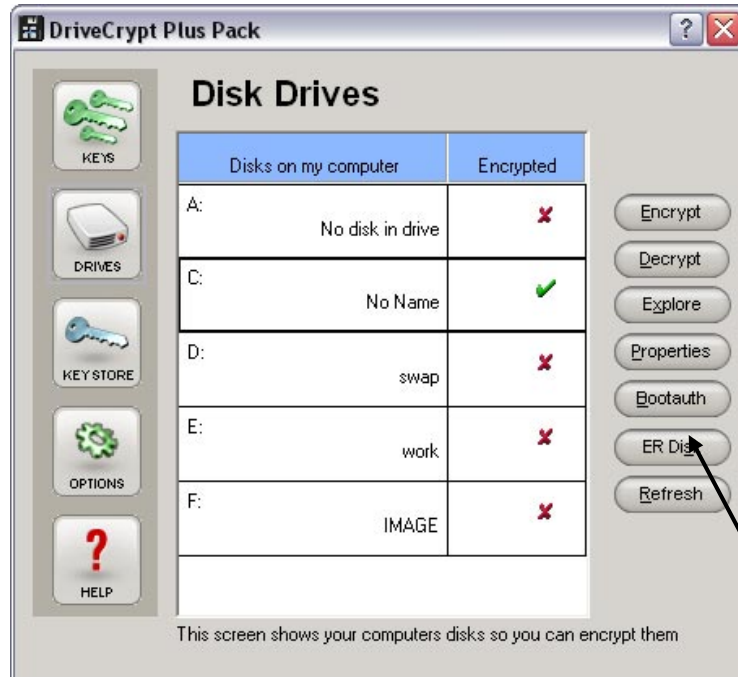 DriveCrypt Plus Pack
KEYS
DRIVES
KEYSTORE
OPTIONS
HELP
Disk Drives
Disks on my computer Encrypted
A:
No disk in drive
C:
No Name
D:
swap
E:
work
F:
IMAGE
Encrypt
Decrypt
Explore
Properties
Bootauth
ER Disk
Refresh
This screen shows your computers disks so you can encrypt them